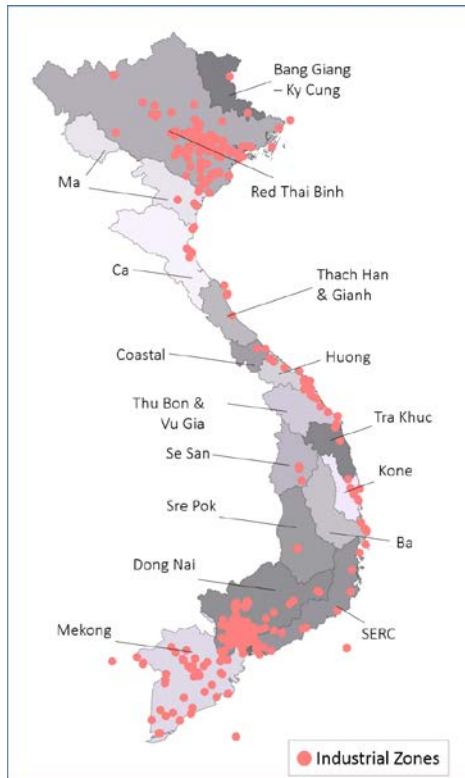 Bang Giang
– Ky Cung
Ma
Red Thai Binh
Ca
Thach Han
& Gianh
Coastal
Huong
Thu Bon &
Vu Gia
Tra Khuc
Se San
Kone
Sre Pok
Ba
Dong Nai
Mekong
SERC
Industrial Zones